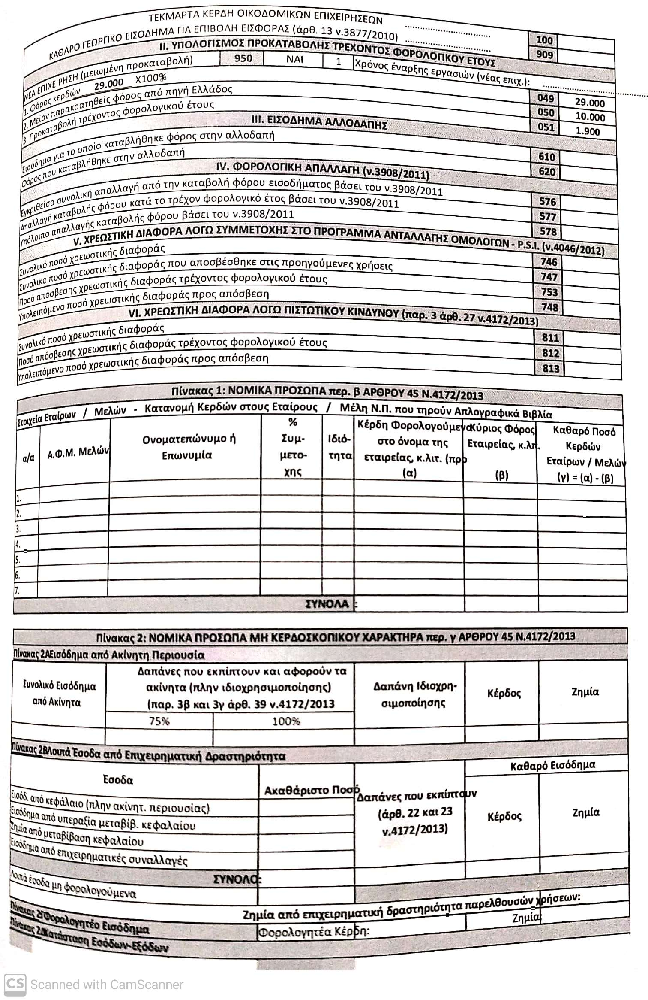 ΤΕΚΜΑΡΤΑ ΚΕΡΔΗ ΟΙΚΟΔΟΜΙΚΩΝ ΕΠΙΧΕΙΡΗΣΕΩΝ ........................ 100
ΚΑΘΑΡΟ ΓΕΩΡΓΙΚΟ ΕΙΣΟΔΗΜΑ ΓΙΑ ΕΠΙΒΟΛΗ ΕΙΣΦΟΡΑΣ (άρθ. 13 ν.3877/2010) ........................ 909
ΙΙ. ΥΠΟΛΟΓΙΣΜΟΣ ΠΡΟΚΑΤΑΒΟΛΗΣ ΤΡΕΧΟΝΤΟΣ ΦΟΡΟΛΟΓΙΚΟΥ ΕΤΟΥΣ
ΝΕΑ ΕΠΙΧΕΙΡΗΣΗ (μειωμένη προκαταβολή) 950 ΝΑΙ 1 Χρόνος έναρξης εργασιών (νέας επιχ.): ........................
1. Φόρος κερδών 29.000 Χ100% 049 29.000
2. Μείον παρακρατηθείς φόρος από πηγή Ελλάδος 050 10.000
3. Προκαταβολή τρέχοντος φορολογικού έτους 051 1.900
ΙΙΙ. ΕΙΣΟΔΗΜΑ ΑΛΛΟΔΑΠΗΣ
Εισόδημα για το οποίο καταβλήθηκε φόρος στην αλλοδαπή 610
Φόρος που καταβλήθηκε στην αλλοδαπή 620
IV. ΦΟΡΟΛΟΓΙΚΗ ΑΠΑΛΛΑΓΗ (ν.3908/2011)
Εγκριθείσα συνολική απαλλαγή από την καταβολή φόρου εισοδήματος βάσει του ν.3908/2011 576
Απαλλαγή καταβολής φόρου κατά το τρέχον φορολογικό έτος βάσει του ν.3908/2011 577
Υπόλοιπο απαλλαγής καταβολής φόρου βάσει του ν.3908/2011 578
V. ΧΡΕΩΣΤΙΚΗ ΔΙΑΦΟΡΑ ΛΟΓΩ ΣΥΜΜΕΤΟΧΗΣ ΣΤΟ ΠΡΟΓΡΑΜΜΑ ΑΝΤΑΛΛΑΓΗΣ ΟΜΟΛΟΓΩΝ - P.S.I. (ν.4046/2012)
Συνολικό ποσό χρεωστικής διαφοράς 746
Συνολικό ποσό χρεωστικής διαφοράς που αποσβέσθηκε στις προηγούμενες χρήσεις 747
Ποσό απόσβεσης χρεωστικής διαφοράς τρέχοντος φορολογικού έτους 753
Υπολειπόμενο ποσό χρεωστικής διαφοράς προς απόσβεση 748
VI. ΧΡΕΩΣΤΙΚΗ ΔΙΑΦΟΡΑ ΛΟΓΩ ΠΙΣΤΩΤΙΚΟΥ ΚΙΝΔΥΝΟΥ (παρ. 3 άρθ. 27 ν.4172/2013)
Συνολικό ποσό χρεωστικής διαφοράς 811
Ποσό απόσβεσης χρεωστικής διαφοράς τρέχοντος φορολογικού έτους 812
Υπολειπόμενο ποσό χρεωστικής διαφοράς προς απόσβεση 813
Πίνακας 1: ΝΟΜΙΚΑ ΠΡΟΣΩΠΑ περ. β ΑΡΘΡΟΥ 45 Ν.4172/2013
Στοιχεία Εταίρων / Μελών - Κατανομή Κερδών στους Εταίρους / Μέλη Ν.Π. που τηρούν Απλογραφικά Βιβλία
α/α
Α.Φ.Μ. Μελών
Ονοματεπώνυμο ή
Επωνυμία
%
Συμ-
μετο-
χης
Ιδιό-
τητα
Κέρδη Φορολογούμενα
στο όνομα της
εταιρείας, κ.λιτ. (προ
(α)
Κύριος Φόρος
Εταιρείας, κ.λπ.
(β)
Καθαρό Ποσό
Κερδών
Εταίρων / Μελών
(γ) = (α) - (β)
1.
2.
3.
4.
5.
6.
7.
ΣΥΝΟΛΑ :
Πίνακας 2: ΝΟΜΙΚΑ ΠΡΟΣΩΠΑ ΜΗ ΚΕΡΔΟΣΚΟΠΙΚΟΥ ΧΑΡΑΚΤΗΡΑ περ. γ ΑΡΘΡΟΥ 45 Ν.4172/2013
Πίνακας 2Α Εισόδημα από Ακίνητη Περιουσία
Συνολικό Εισόδημα
από Ακίνητα
Δαπάνες που εκπίπτουν και αφορούν τα
ακίνητα (πλην ιδιοχρησιμοποίησης)
(παρ. 3β και 3γ άρθ. 39 ν.4172/2013
75% 100%
Δαπάνη Ιδιοχρη-
σιμοποίησης
Κέρδος
Ζημία
Πίνακας 2Β Λοιπά Έσοδα από Επιχειρηματική Δραστηριότητα
Έσοδα
Ακαθάριστο Ποσό
Δαπάνες που εκπίπτουν
(άρθ. 22 και 23
ν.4172/2013)
Καθαρό Εισόδημα
Κέρδος
Ζημία
Εισόδ. από κεφάλαιο (πλην ακίνητ. περιουσίας)
Εισόδημα από υπεραξία μεταβίβ. κεφαλαίου
Ζημία από μεταβίβαση κεφαλαίου
Εισόδημα από επιχειρηματικές συναλλαγές
ΣΥΝΟΛΟ:
Λοιπά έσοδα μη φορολογούμενα
Ζημία από επιχειρηματική δραστηριότητα παρελθουσών χρήσεων:
Πίνακας 2Γ Φορολογητέο Εισόδημα Φορολογητέα Κέρδη: Ζημία:
Πίνακας 2Δ Κατάσταση Εσόδων-Εξόδων
CS Scanned with CamScanner